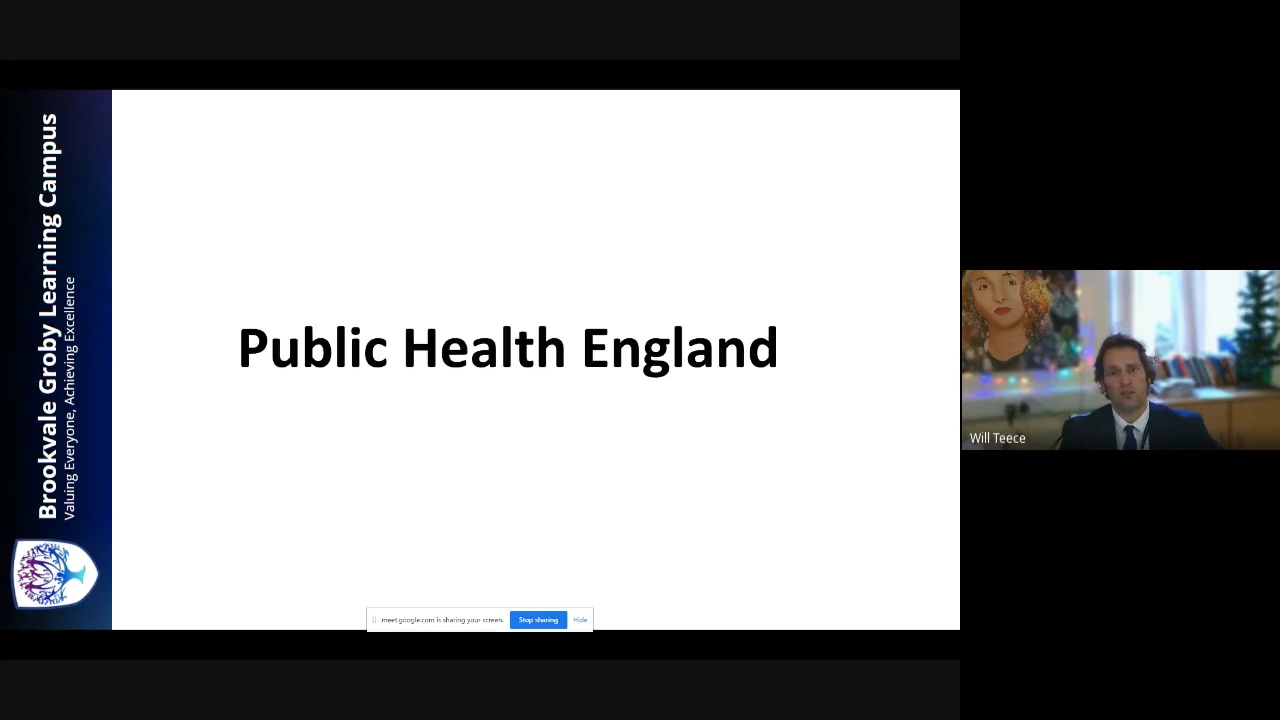 Brookvale Groby Learning Campus
Valuing Everyone, Achieving Excellence
Public Health England
meet.google.com is sharing your screen.
Stop sharing
Hide
Will Teece